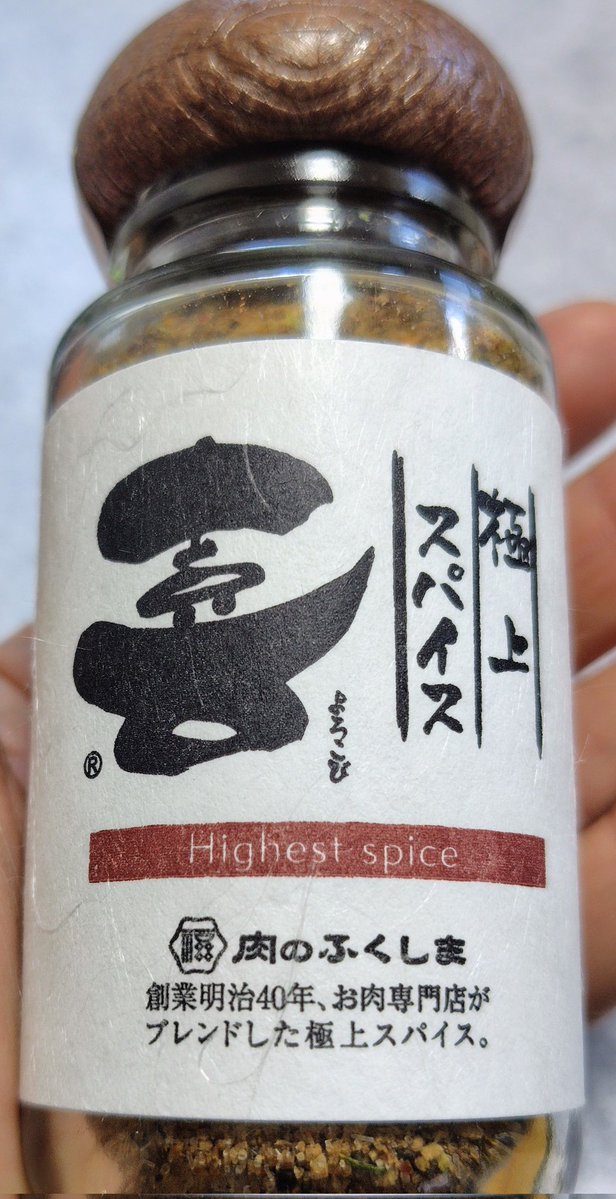 極上
スパイス
喜
よろこび
®
Highest spice
肉のふくしま
創業明治40年、お肉専門店が
ブレンドした極上スパイス。